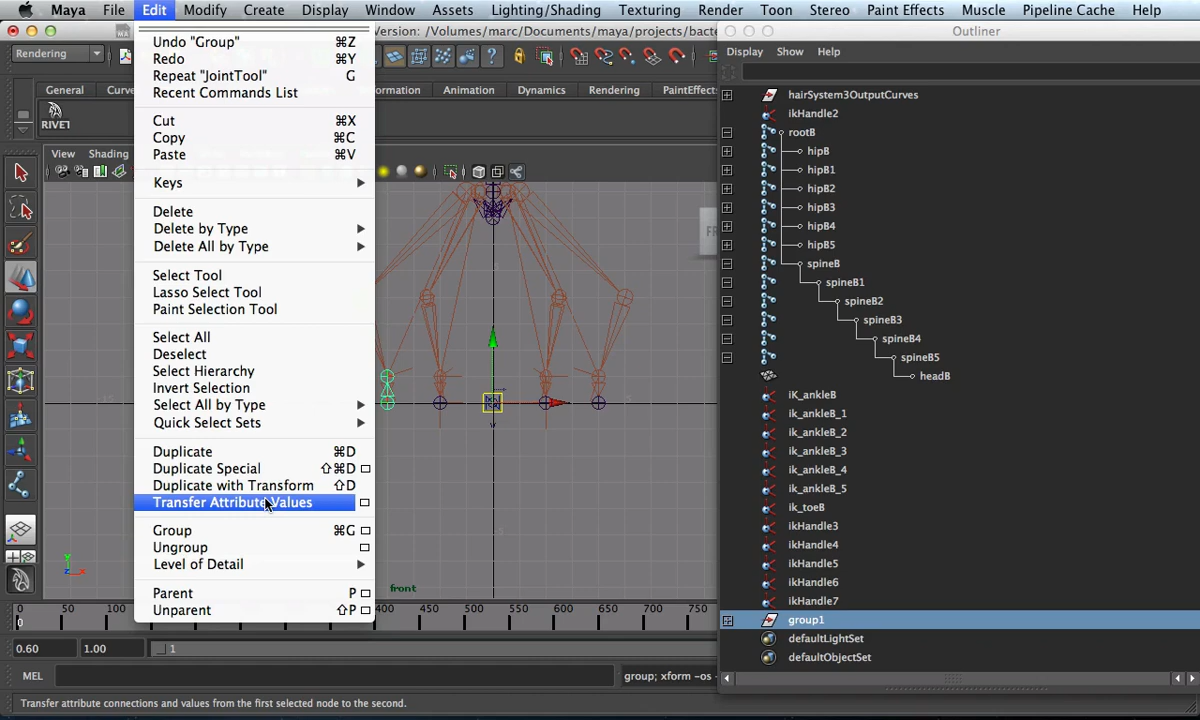 Maya File Edit Modify Create Display Window Assets Lighting/Shading Texturing Render Toon Stereo Paint Effects Muscle Pipeline Cache Help
Version: /Volumes/marc/Documents/maya/projects/bacte
Outliner
Rendering
Display Show Help
General Curve
Animation Dynamics Rendering PaintEffects
RIVET
View Shading
Undo "Group" ⌘Z
Redo ⌘Y
Repeat "JointTool" G
Recent Commands List
Cut ⌘X
Copy ⌘C
Paste ⌘V
Keys
Delete
Delete by Type
Delete All by Type
Select Tool
Lasso Select Tool
Paint Selection Tool
Select All
Deselect
Select Hierarchy
Invert Selection
Select All by Type
Quick Select Sets
Duplicate ⌘D
Duplicate Special ⇧⌘D
Duplicate with Transform ⇧D
Transfer Attribute Values
Group ⌘G
Ungroup
Level of Detail
Parent P
Unparent ⇧P
hairSystem3OutputCurves
ikHandle2
rootB
hipB
hipB1
hipB2
hipB3
hipB4
hipB5
spineB
spineB1
spineB2
spineB3
spineB4
spineB5
headB
iK_ankleB
ik_ankleB_1
ik_ankleB_2
ik_ankleB_3
ik_ankleB_4
ik_ankleB_5
ik_toeB
ikHandle3
ikHandle4
ikHandle5
ikHandle6
ikHandle7
group1
defaultLightSet
defaultObjectSet
FR
y
x
front
0 50 100 400 450 500 550 600 650 700 750
0
0.60 1.00 1
MEL group; xform -os -
Transfer attribute connections and values from the first selected node to the second.